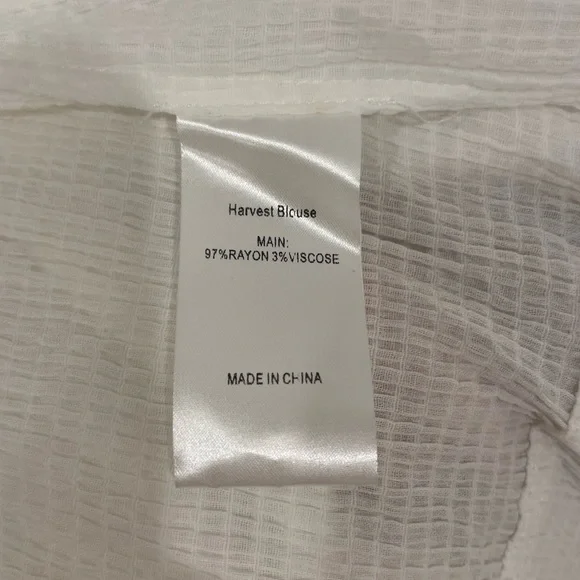 Harvest Blouse
MAIN:
97%RAYON 3%VISCOSE
MADE IN CHINA